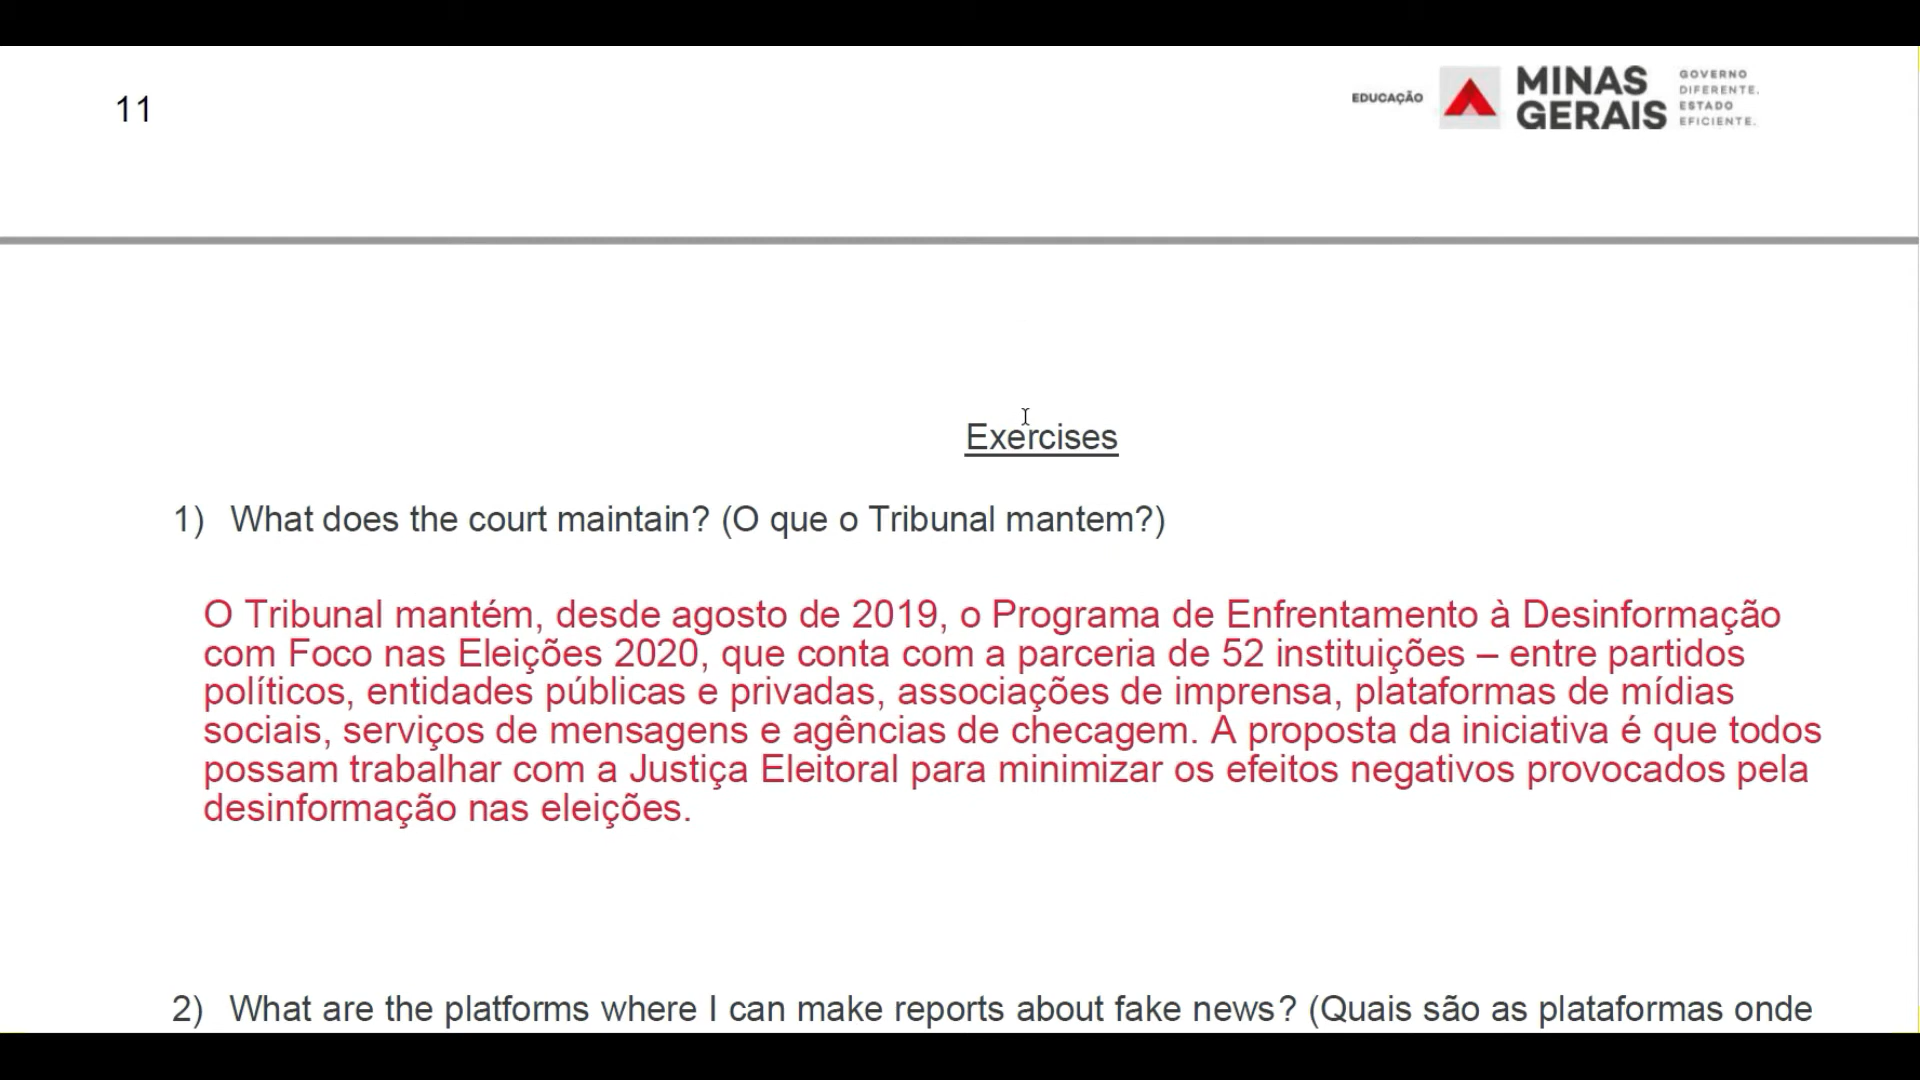 11
EDUCAÇÃO
MINAS
GERAIS
GOVERNO
DIFERENTE.
ESTADO
EFICIENTE.
Exercises
1) What does the court maintain? (O que o Tribunal mantem?)
O Tribunal mantém, desde agosto de 2019, o Programa de Enfrentamento à Desinformação
com Foco nas Eleições 2020, que conta com a parceria de 52 instituições – entre partidos
políticos, entidades públicas e privadas, associações de imprensa, plataformas de mídias
sociais, serviços de mensagens e agências de checagem. A proposta da iniciativa é que todos
possam trabalhar com a Justiça Eleitoral para minimizar os efeitos negativos provocados pela
desinformação nas eleições.
2) What are the platforms where I can make reports about fake news? (Quais são as plataformas onde